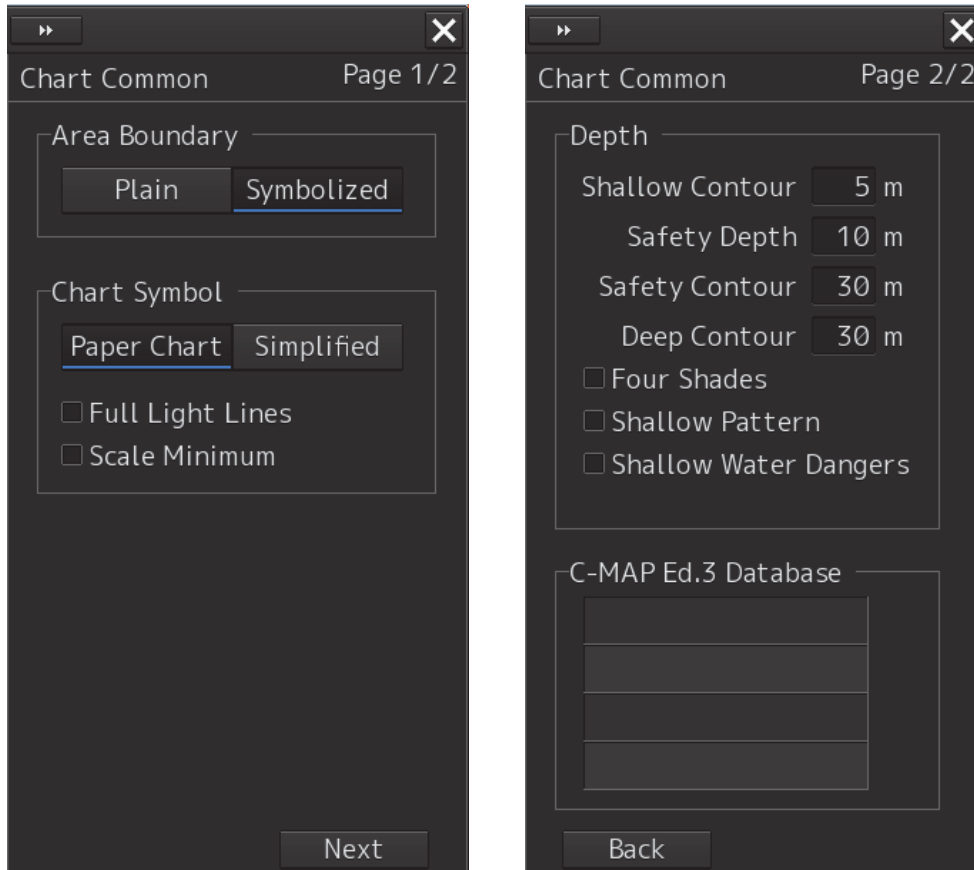 Chart Common Page 1/2
Area Boundary
Plain Symbolized
Chart Symbol
Paper Chart Simplified
Full Light Lines
Scale Minimum
Next
Chart Common Page 2/2
Depth
Shallow Contour 5 m
Safety Depth 10 m
Safety Contour 30 m
Deep Contour 30 m
Four Shades
Shallow Pattern
Shallow Water Dangers
C-MAP Ed.3 Database
Back